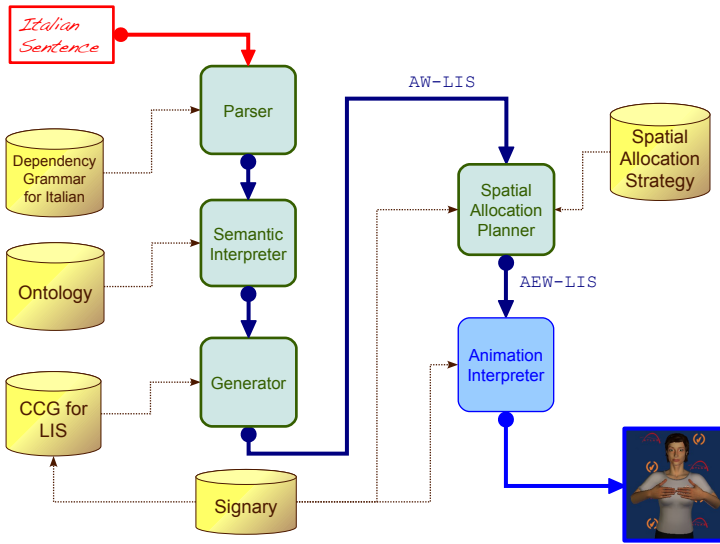 Italian
Sentence
AW-LIS
Parser
Dependency
Grammar
for Italian
Spatial
Allocation
Strategy
Spatial
Allocation
Planner
Semantic
Interpreter
Ontology
AEW-LIS
Animation
Interpreter
Generator
CCG for
LIS
Signary